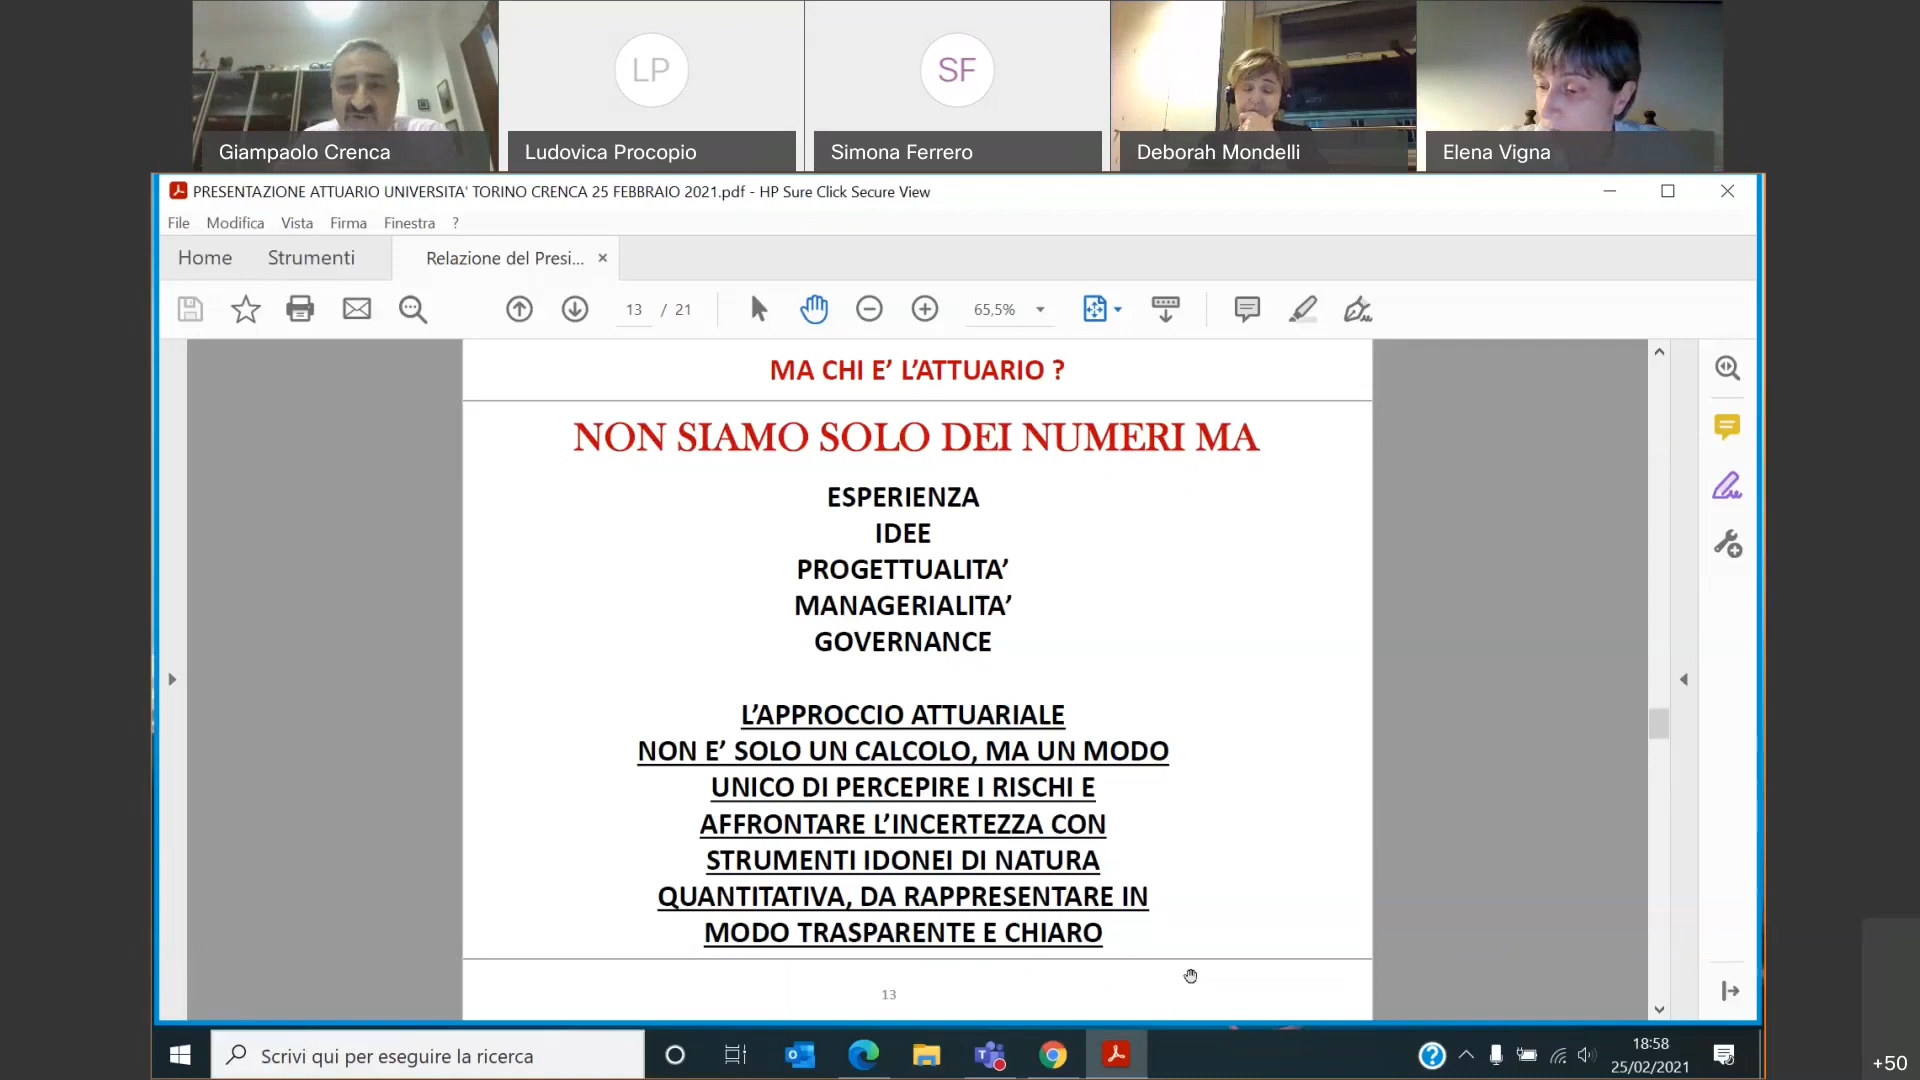 LP
SF
Giampaolo Crenca
Ludovica Procopio
Simona Ferrero
Deborah Mondelli
Elena Vigna
PRESENTAZIONE ATTUARIO UNIVERSITA' TORINO CRENCA 25 FEBBRAIO 2021.pdf - HP Sure Click Secure View
File Modifica Vista Firma Finestra ?
Home Strumenti Relazione del Presi... ×
13 / 21 65,5%
MA CHI E’ L’ATTUARIO ?
NON SIAMO SOLO DEI NUMERI MA
ESPERIENZA
IDEE
PROGETTUALITA’
MANAGERIALITA’
GOVERNANCE
L’APPROCCIO ATTUARIALE
NON E’ SOLO UN CALCOLO, MA UN MODO
UNICO DI PERCEPIRE I RISCHI E
AFFRONTARE L’INCERTEZZA CON
STRUMENTI IDONEI DI NATURA
QUANTITATIVA, DA RAPPRESENTARE IN
MODO TRASPARENTE E CHIARO
13
Scrivi qui per eseguire la ricerca
18:58
25/02/2021
+50